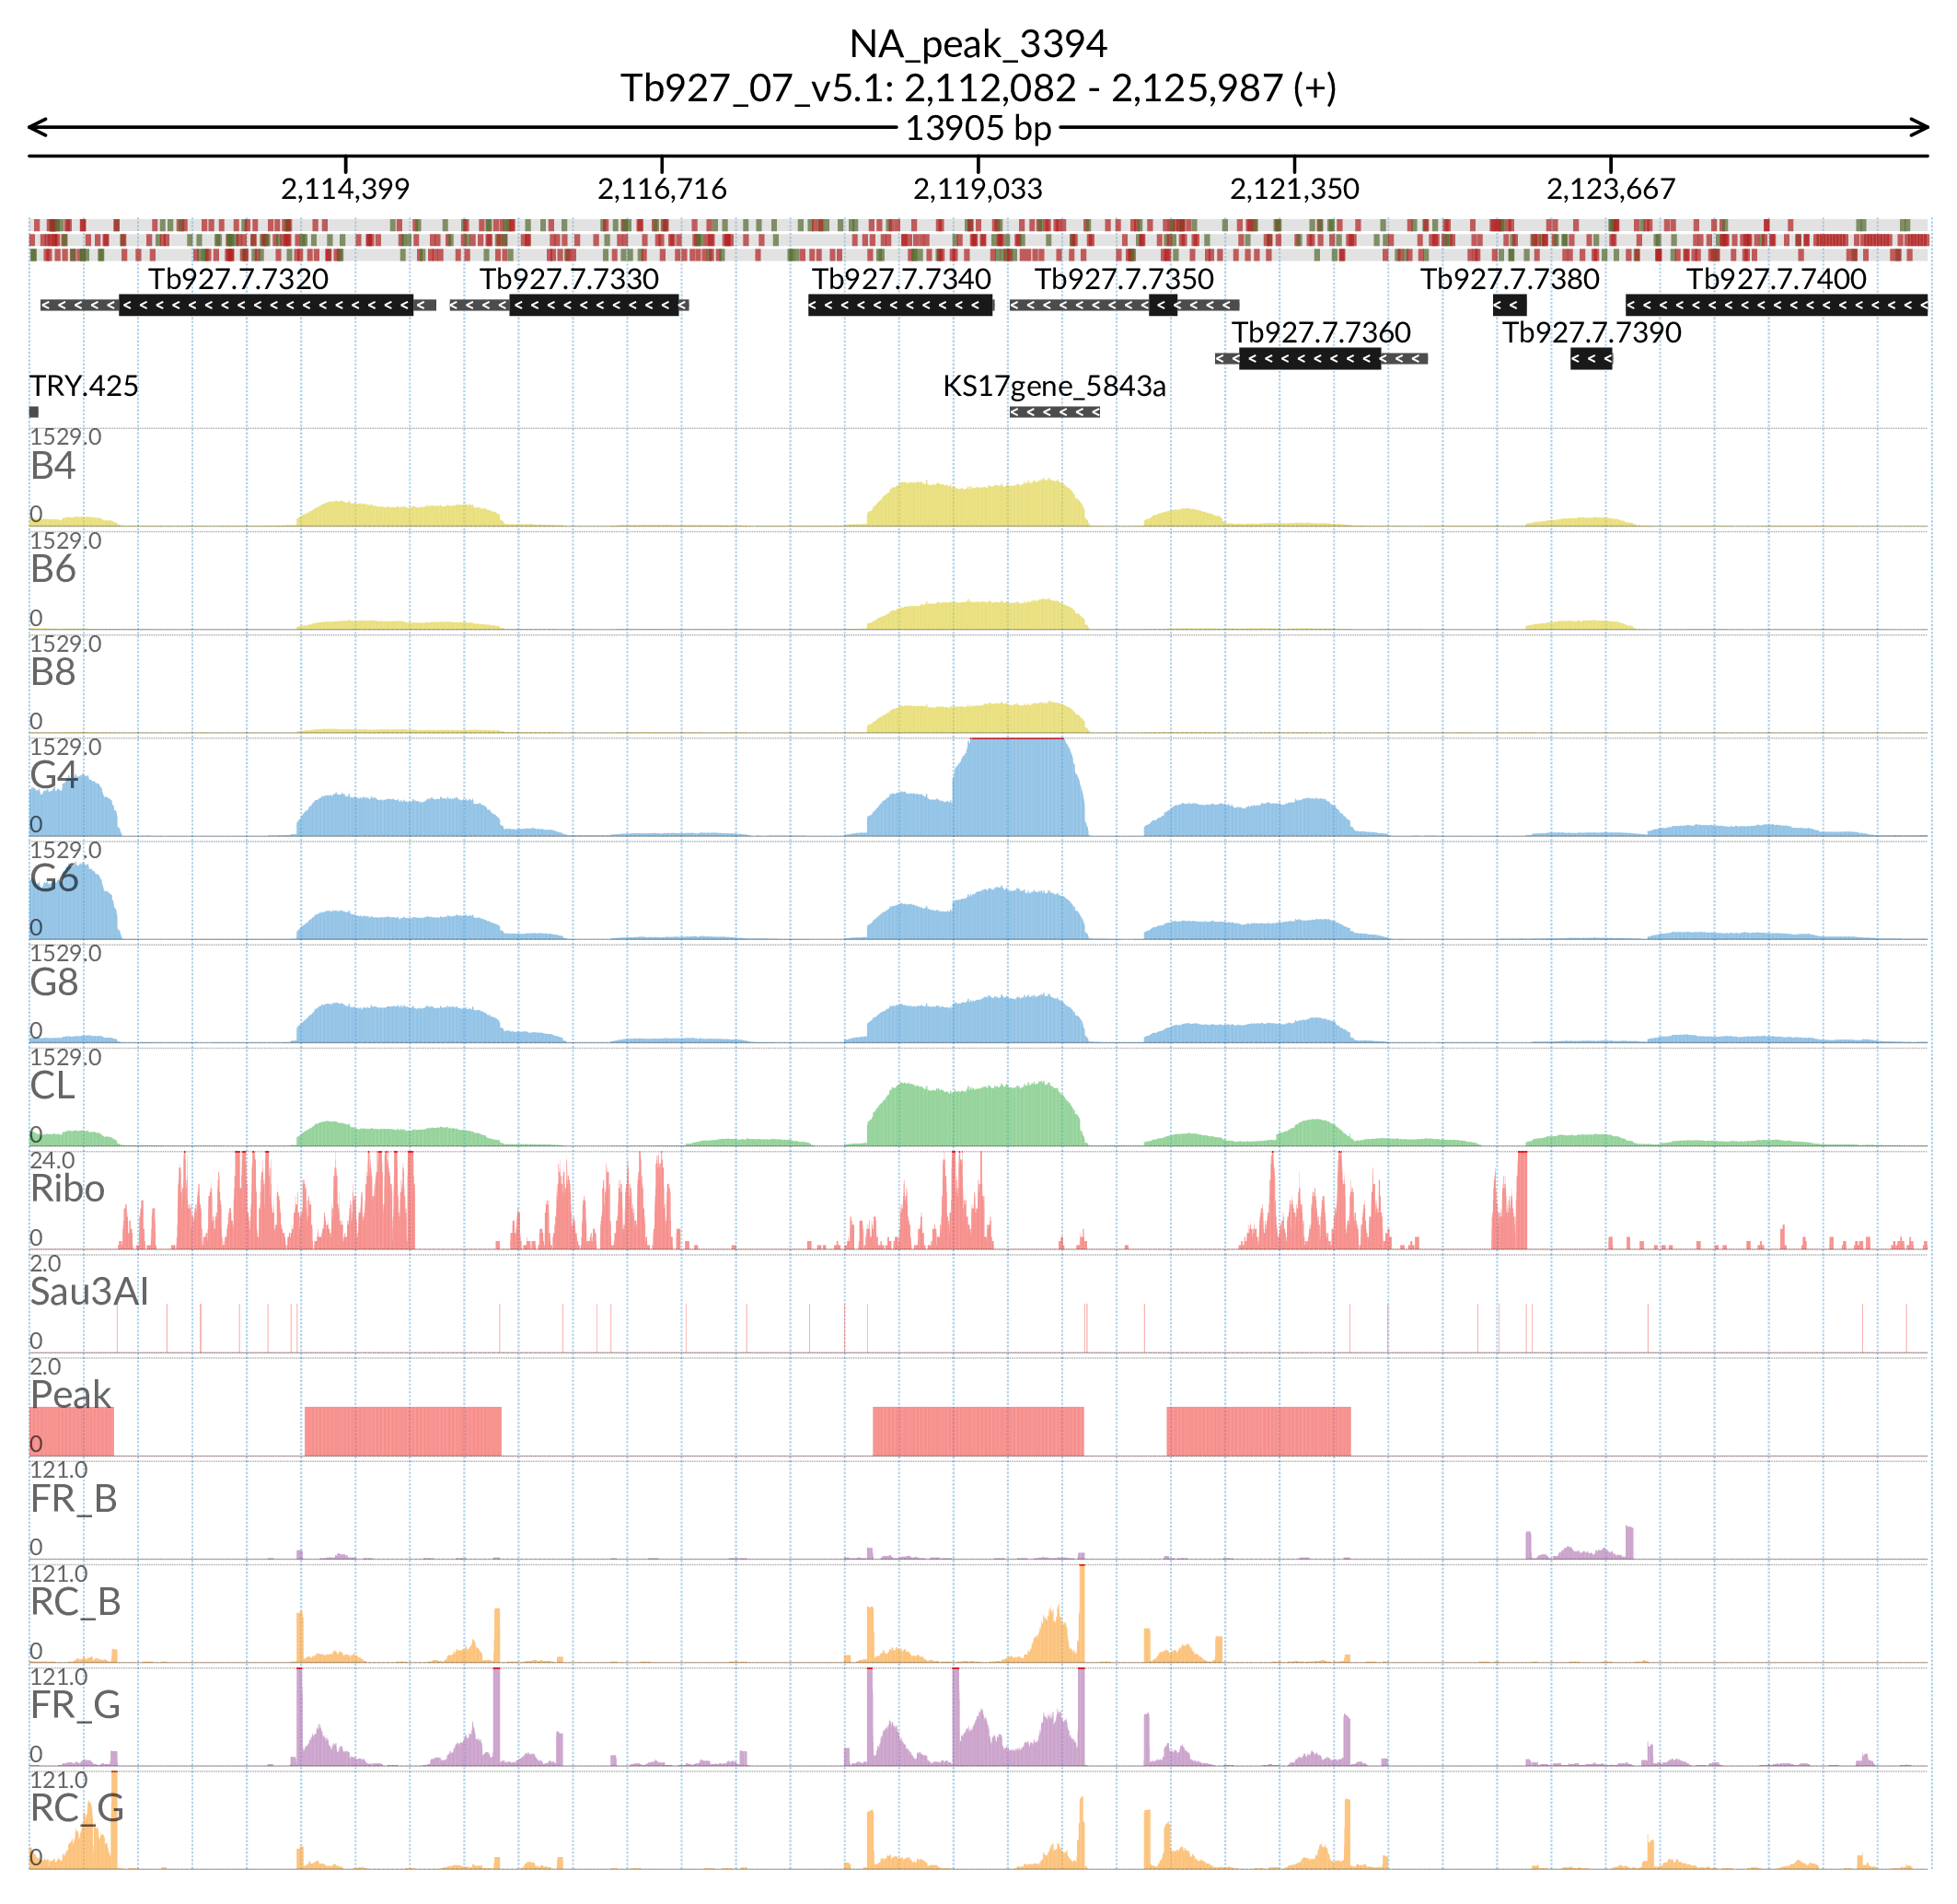 NA_peak_3394
Tb927_07_v5.1: 2,112,082 - 2,125,987 (+)
13905 bp
2,114,399 2,116,716 2,119,033 2,121,350 2,123,667
Tb927.7.7320 Tb927.7.7330 Tb927.7.7340 Tb927.7.7350 Tb927.7.7380 Tb927.7.7400
Tb927.7.7360 Tb927.7.7390
TRY.425 KS17gene_5843a
1529.0
B4
0
1529.0
B6
0
1529.0
B8
0
1529.0
G4
0
1529.0
G6
0
1529.0
G8
0
1529.0
CL
0
24.0
Ribo
0
2.0
Sau3AI
0
2.0
Peak
0
121.0
FR_B
0
121.0
RC_B
0
121.0
FR_G
0
121.0
RC_G
0